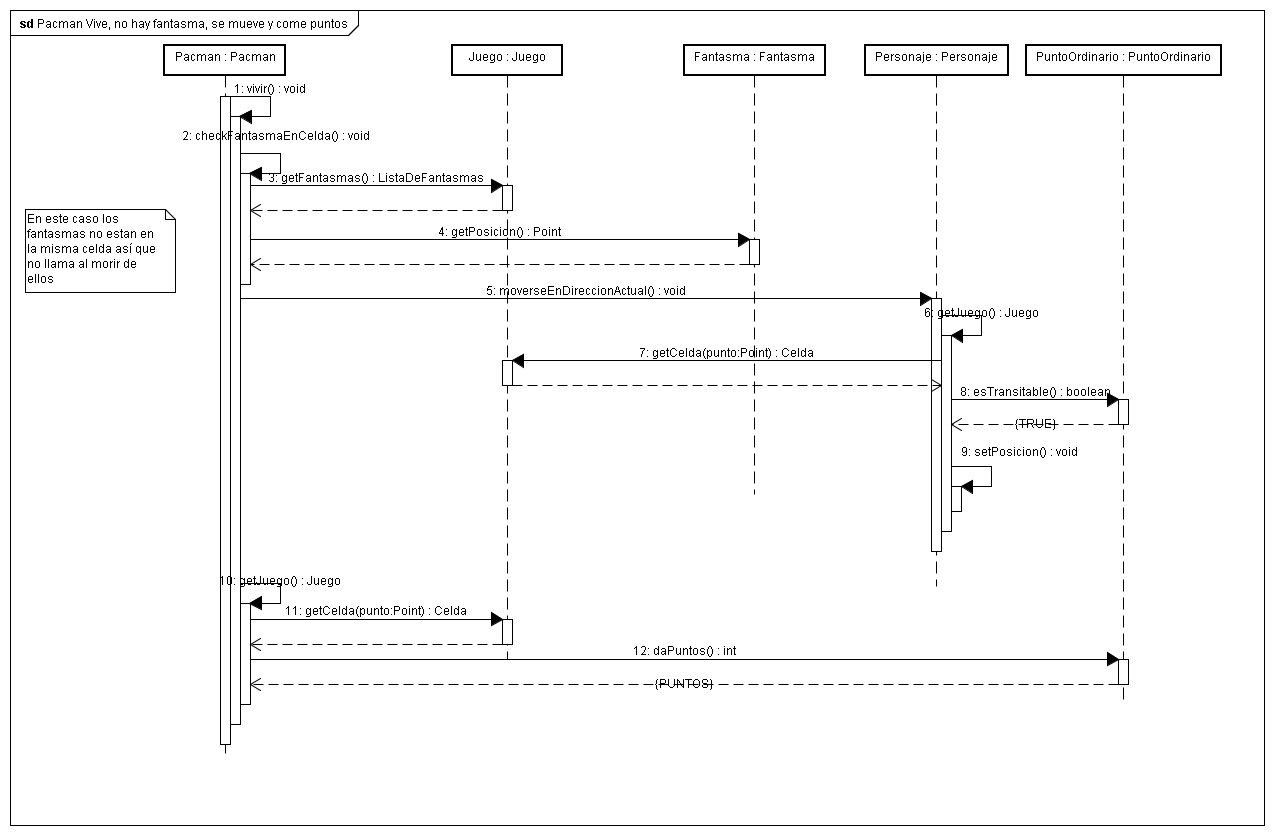 sd Pacman Vive, no hay fantasma, se mueve y come puntos
Pacman : Pacman
Juego : Juego
Fantasma : Fantasma
Personaje : Personaje
PuntoOrdinario : PuntoOrdinario
1: vivir() : void
2: checkFantasmaEnCelda() : void
3: getFantasmas() : ListaDeFantasmas
En este caso los
fantasmas no estan en
la misma celda así que
no llama al morir de
ellos
4: getPosicion() : Point
5: moverseEnDireccionActual() : void
6: getJuego() : Juego
7: getCelda(punto:Point) : Celda
8: esTransitable() : boolean
{TRUE}
9: setPosicion() : void
10: getJuego() : Juego
11: getCelda(punto:Point) : Celda
12: daPuntos() : int
{PUNTOS}